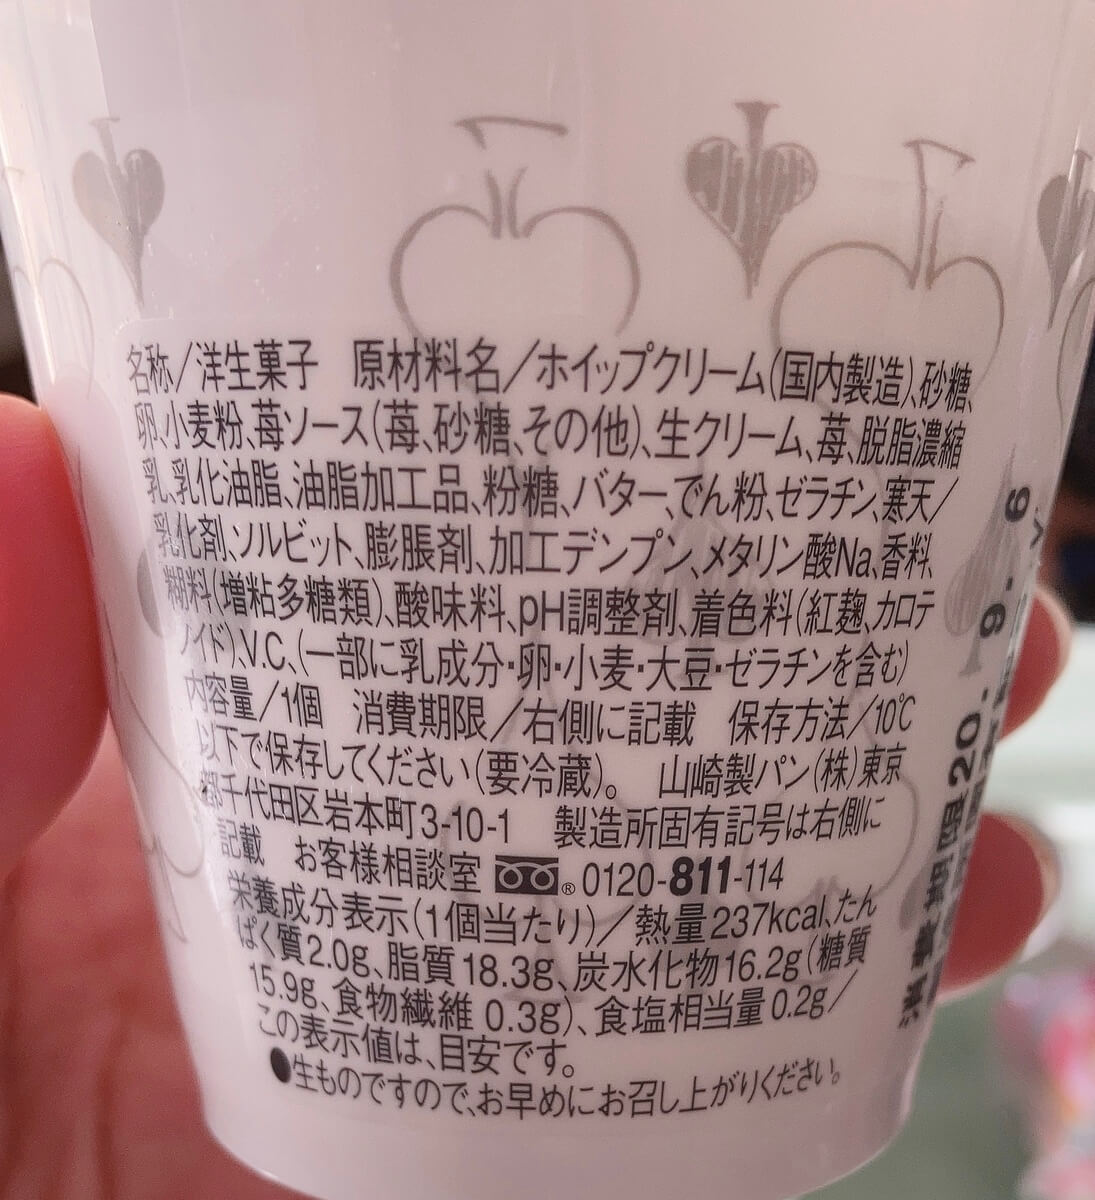 名称／洋生菓子　原材料名／ホイップクリーム(国内製造)、砂糖、
卵、小麦粉、苺ソース(苺、砂糖、その他)、生クリーム、苺、脱脂濃縮
乳、乳化油脂、油脂加工品、粉糖、バター、でん粉、ゼラチン、寒天／
乳化剤、ソルビット、膨脹剤、加工デンプン、メタリン酸Na、香料、
糊料(増粘多糖類)、酸味料、pH調整剤、着色料(紅麹、カロテ
ノイド)、V.C、(一部に乳成分・卵・小麦・大豆・ゼラチンを含む)
内容量／1個　消費期限／右側に記載　保存方法／10℃
以下で保存してください(要冷蔵)。　山崎製パン(株)東京
都千代田区岩本町3-10-1　製造所固有記号は右側に
記載　お客様相談室 ® 0120-811-114
栄養成分表示(1個当たり)／熱量237kcal、たん
ぱく質2.0g、脂質18.3g、炭水化物16.2g(糖質
15.9g、食物繊維 0.3g)、食塩相当量 0.2g／
この表示値は、目安です。
●生ものですので、お早めにお召し上がりください。
消費期限20. 9. 6